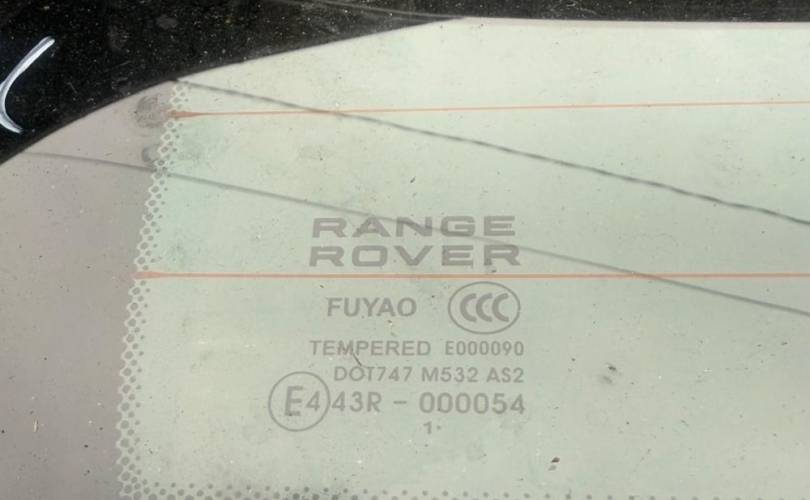 RANGE
ROVER
FUYAO CCC
TEMPERED E000090
DOT747 M532 AS2
E4 43R - 000054
1·